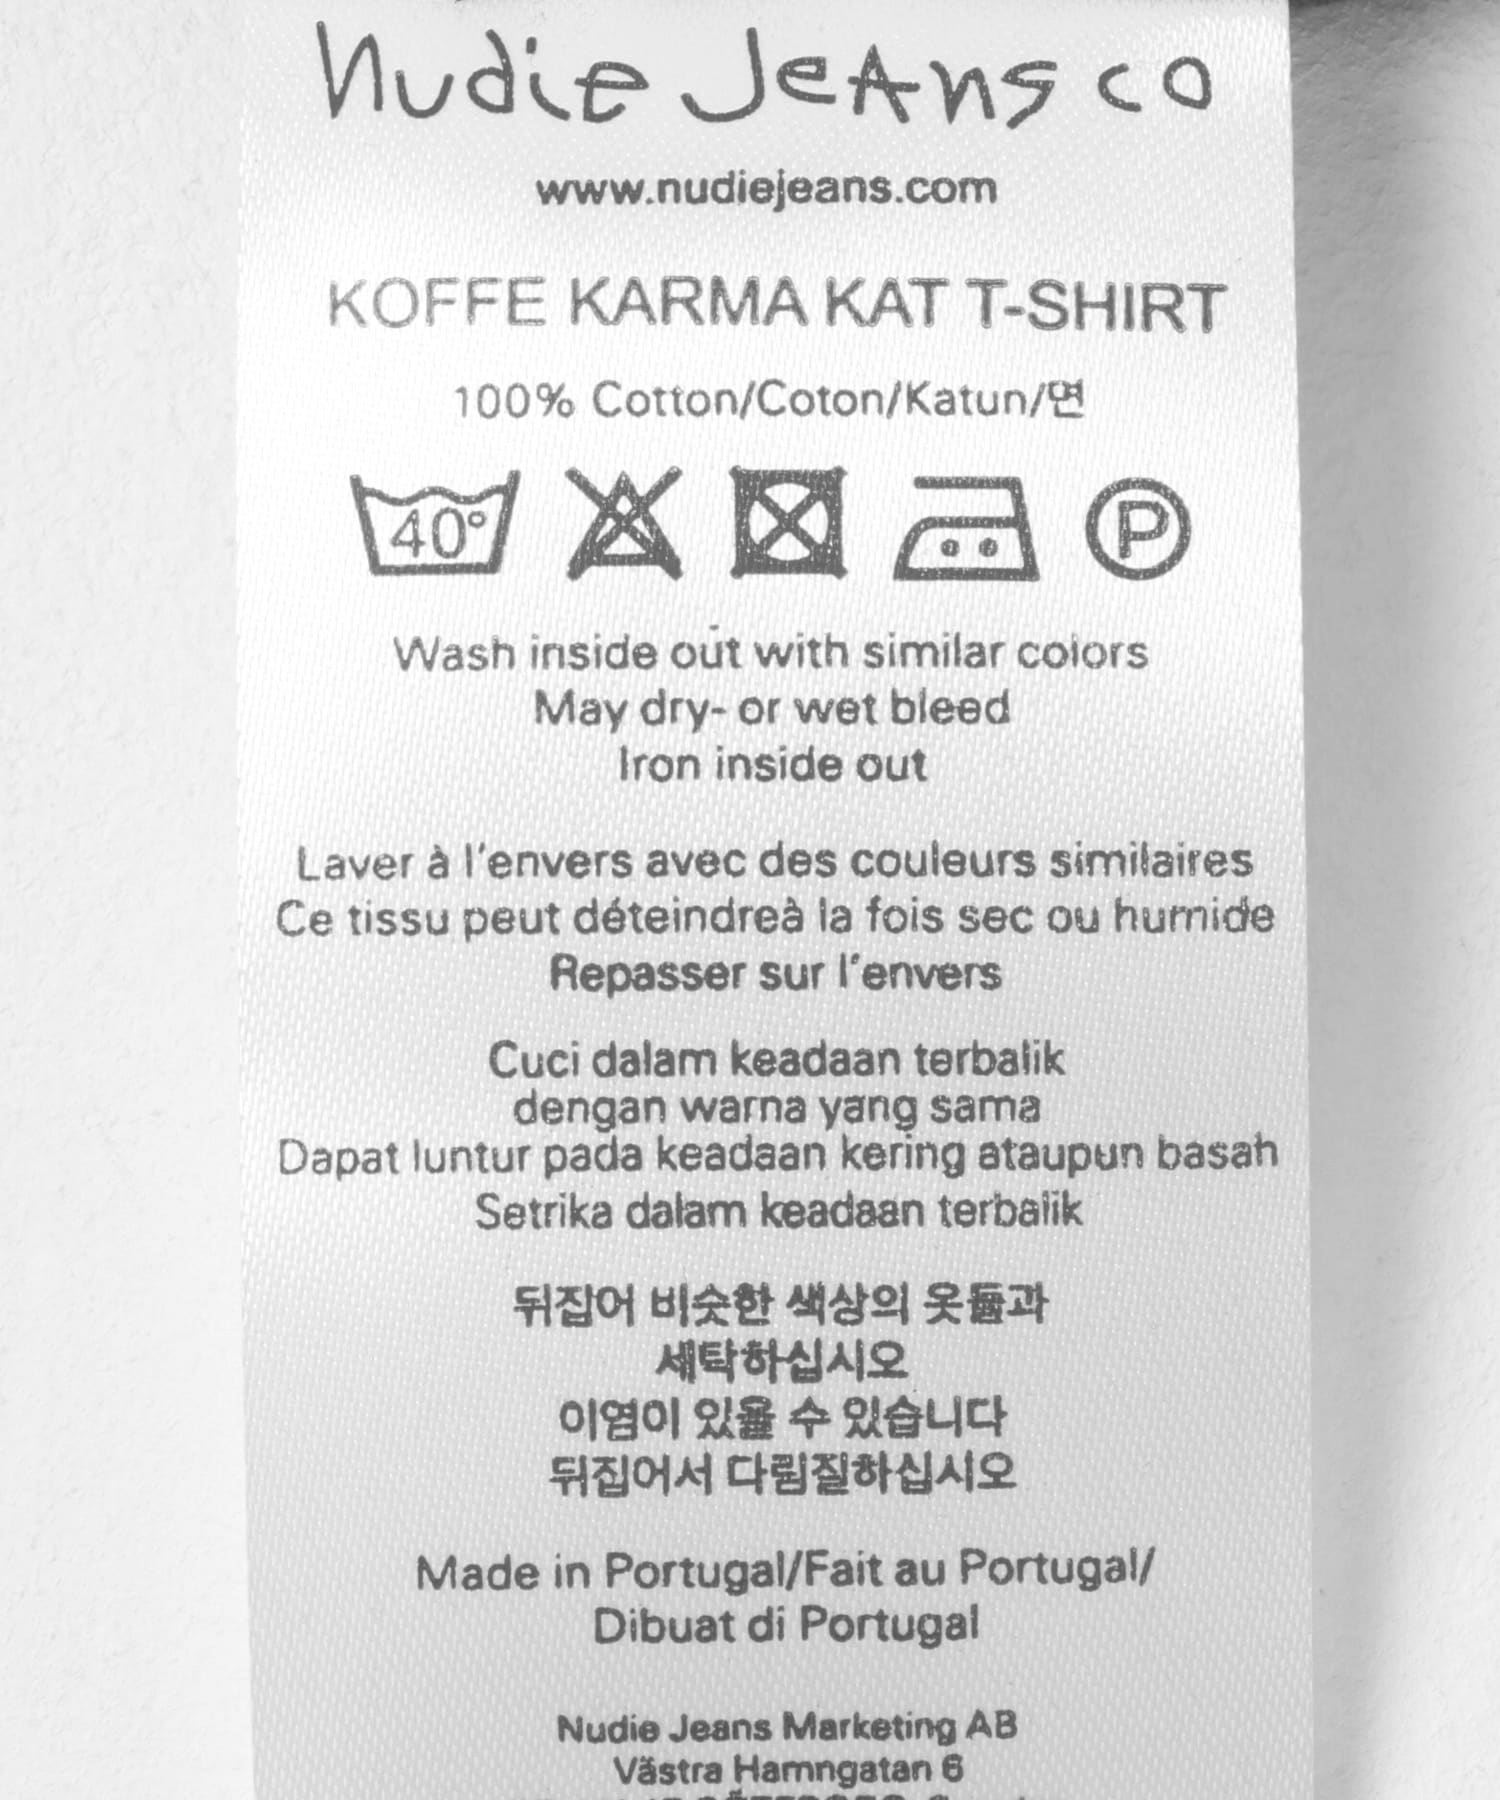 nudie Jeans co
www.nudiejeans.com
KOFFE KARMA KAT T-SHIRT
100% Cotton/Coton/Katun/면
40° P
Wash inside out with similar colors
May dry- or wet bleed
Iron inside out
Laver à l'envers avec des couleurs similaires
Ce tissu peut déteindreà la fois sec ou humide
Repasser sur l'envers
Cuci dalam keadaan terbalik
dengan warna yang sama
Dapat luntur pada keadaan kering ataupun basah
Setrika dalam keadaan terbalik
뒤집어 비슷한 색상의 옷들과
세탁하십시오
이염이 있을 수 있습니다
뒤집어서 다림질하십시오
Made in Portugal/Fait au Portugal/
Dibuat di Portugal
Nudie Jeans Marketing AB
Västra Hamngatan 6